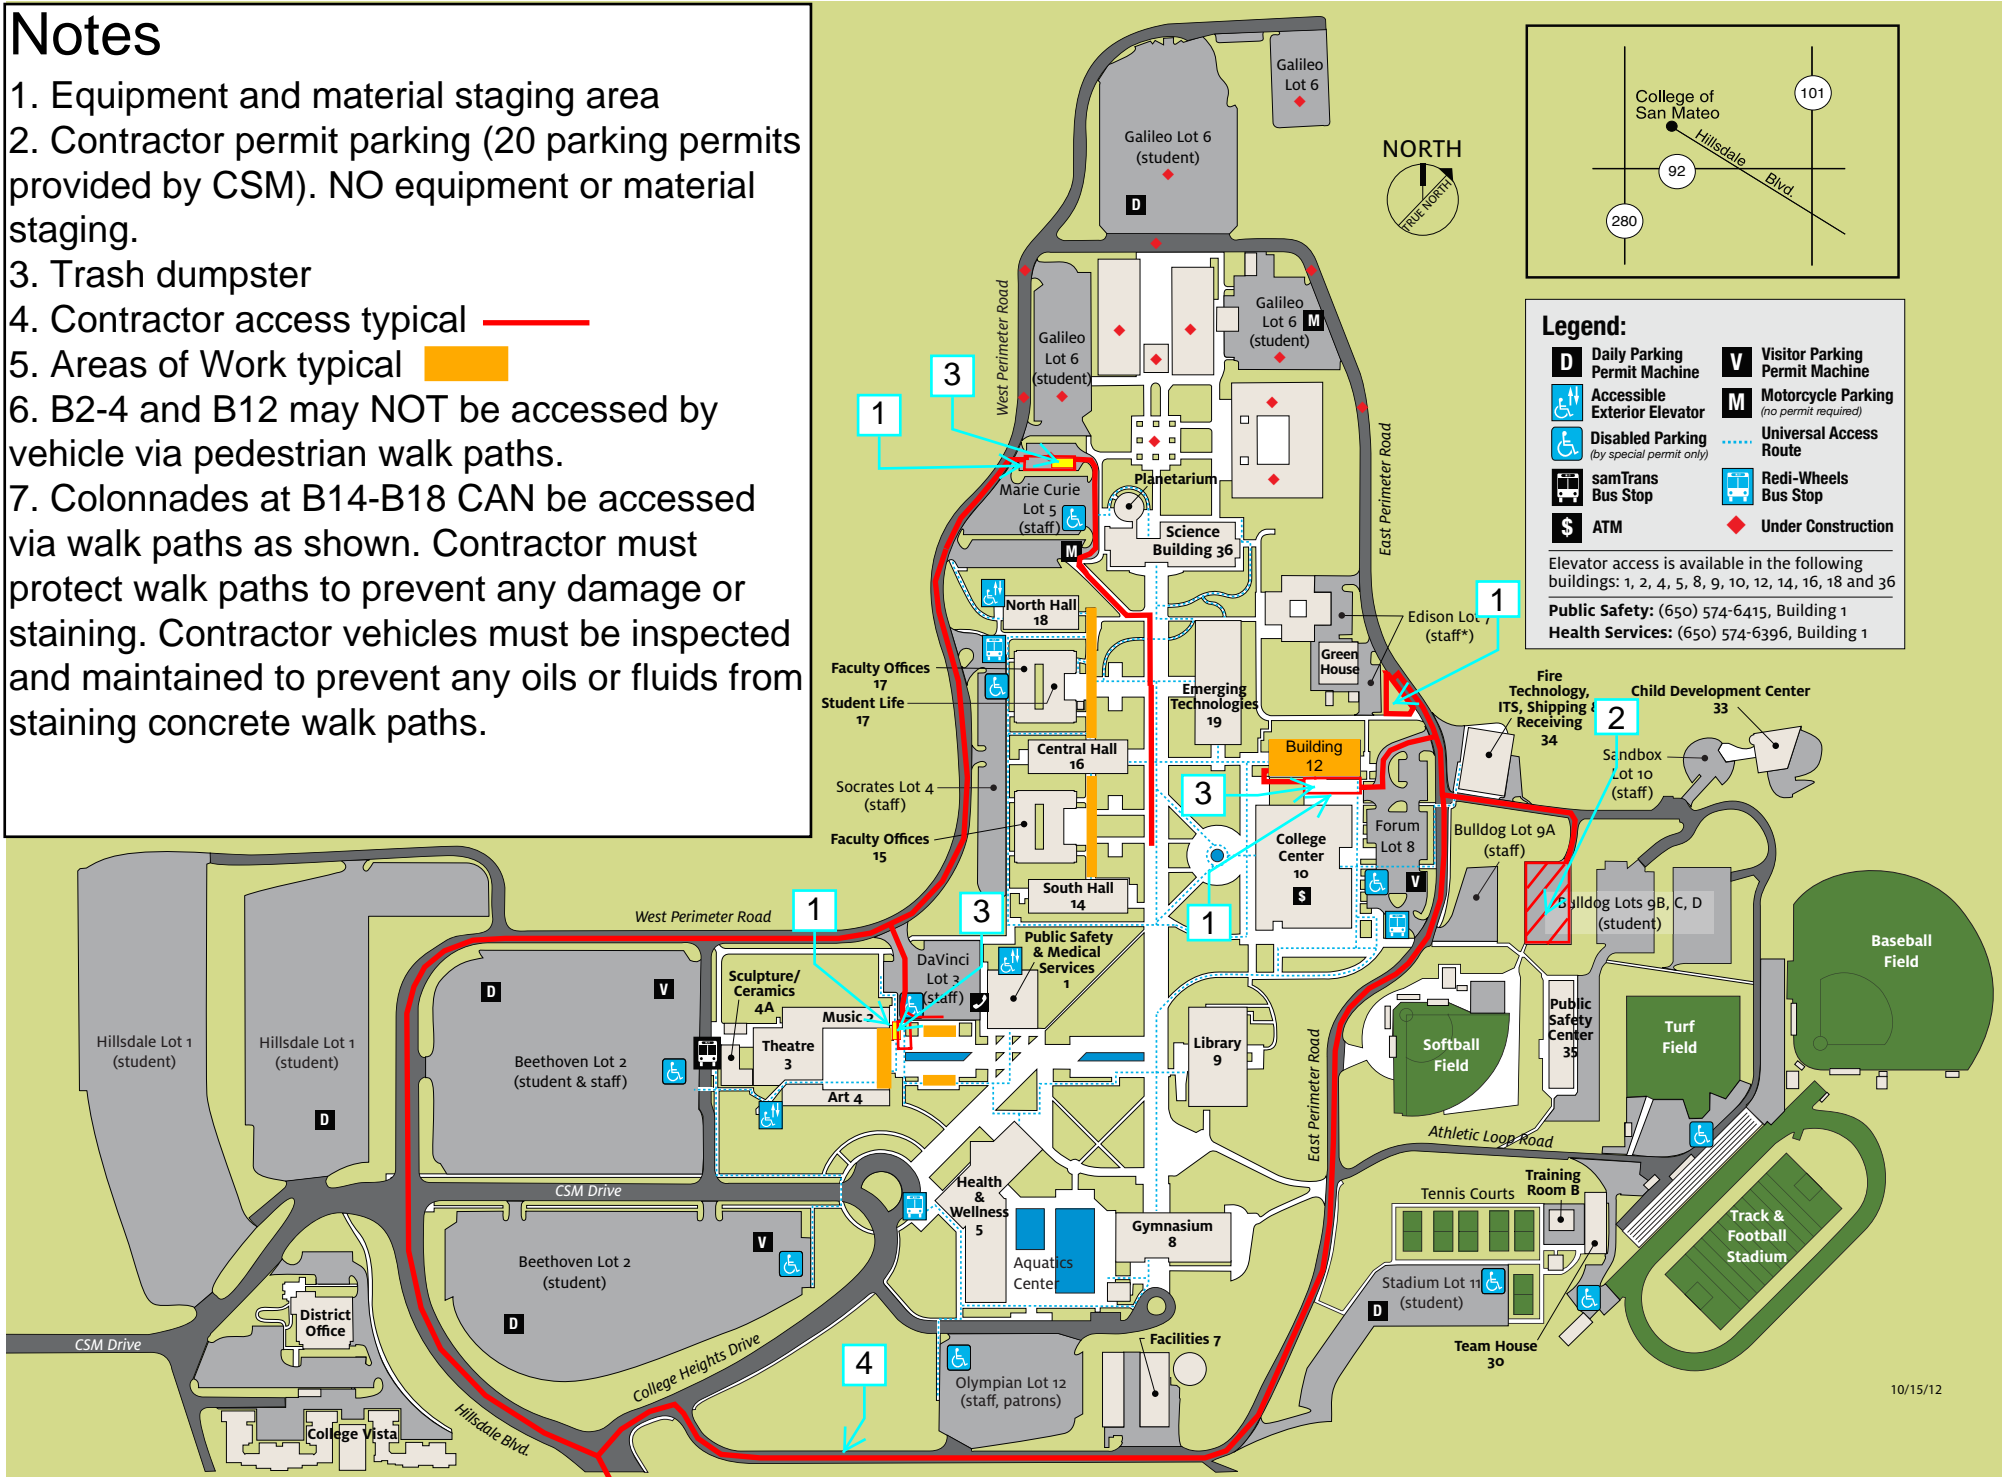 Notes
1. Equipment and material staging area
2. Contractor permit parking (20 parking permits
provided by CSM). NO equipment or material
staging.
3. Trash dumpster
4. Contractor access typical
5. Areas of Work typical
6. B2-4 and B12 may NOT be accessed by
vehicle via pedestrian walk paths.
7. Colonnades at B14-B18 CAN be accessed
via walk paths as shown. Contractor must
protect walk paths to prevent any damage or
staining. Contractor vehicles must be inspected
and maintained to prevent any oils or fluids from
staining concrete walk paths.
Galileo
Lot 6
Galileo Lot 6
(student)
D
NORTH
TRUE NORTH
College of
San Mateo
101
Hillsdale
Blvd.
92
280
Legend:
D
Daily Parking
Permit Machine
V
Visitor Parking
Permit Machine
Accessible
Exterior Elevator
M
Motorcycle Parking
(no permit required)
Disabled Parking
(by special permit only)
Universal Access
Route
samTrans
Bus Stop
Redi-Wheels
Bus Stop
$
ATM
Under Construction
Elevator access is available in the following
buildings: 1, 2, 4, 5, 8, 9, 10, 12, 14, 16, 18 and 36
Public Safety: (650) 574-6415, Building 1
Health Services: (650) 574-6396, Building 1
West Perimeter Road
Galileo
Lot 6
(student)
Galileo
Lot 6
(student)
M
3
1
East Perimeter Road
Marie Curie
Lot 5
(staff)
Planetarium
M
Science
Building 36
North Hall
18
Edison Lot 7
(staff*)
1
Green
House
Faculty Offices
17
Student Life
17
Emerging
Technologies
19
Fire
Technology,
ITS, Shipping &
Receiving
34
Child Development Center
33
2
Sandbox
Lot 10
(staff)
Central Hall
16
Building
12
Socrates Lot 4
(staff)
3
Faculty Offices
15
College
Center
10
$
Forum
Lot 8
V
Bulldog Lot 9A
(staff)
South Hall
14
Bulldog Lots 9B, C, D
(student)
West Perimeter Road
1
3
1
Public Safety
& Medical
Services
1
DaVinci
Lot 3
(staff)
Sculpture/
Ceramics
4A
Music 2
Theatre
3
Art 4
D
V
Hillsdale Lot 1
(student)
Hillsdale Lot 1
(student)
D
Beethoven Lot 2
(student & staff)
Library
9
East Perimeter Road
Softball
Field
Public
Safety
Center
35
Turf
Field
Baseball
Field
Athletic Loop Road
CSM Drive
Health
&
Wellness
5
Gymnasium
8
Aquatics
Center
Tennis Courts
Training
Room B
Track &
Football
Stadium
Beethoven Lot 2
(student)
V
D
Stadium Lot 11
(student)
D
Team House
30
District
Office
CSM Drive
College Heights Drive
4
Facilities 7
Olympian Lot 12
(staff, patrons)
Hillsdale Blvd.
College Vista
10/15/12